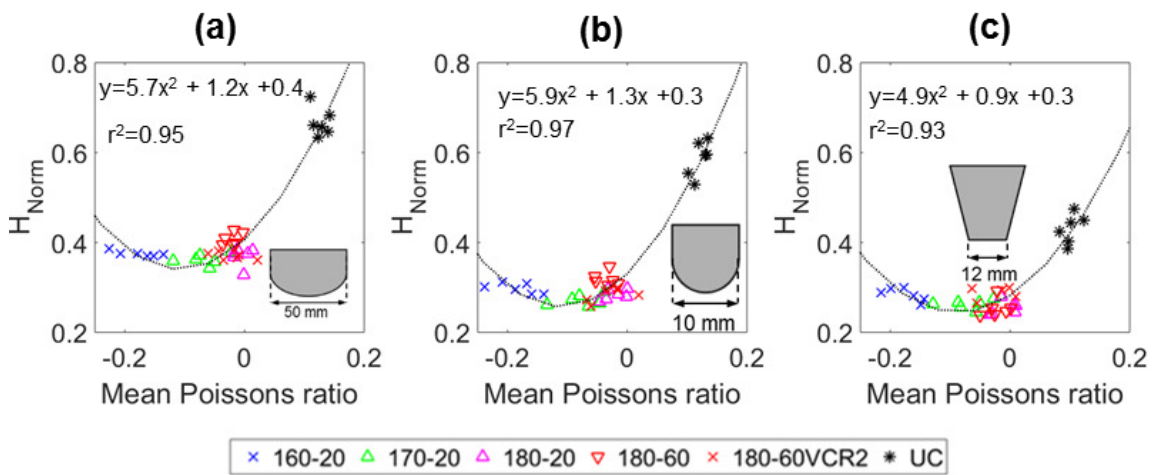 (a)
(b)
(c)
y=5.7x² + 1.2x +0.4
r²=0.95
y=5.9x² + 1.3x +0.3
r²=0.97
y=4.9x² + 0.9x +0.3
r²=0.93
0.8
0.6
0.4
0.2
H_Norm
-0.2
0
0.2
Mean Poissons ratio
50 mm
0.8
0.6
0.4
0.2
H_Norm
-0.2
0
0.2
Mean Poissons ratio
10 mm
0.8
0.6
0.4
0.2
H_Norm
-0.2
0
0.2
Mean Poissons ratio
12 mm
160-20 170-20 180-20 180-60 180-60VCR2 UC